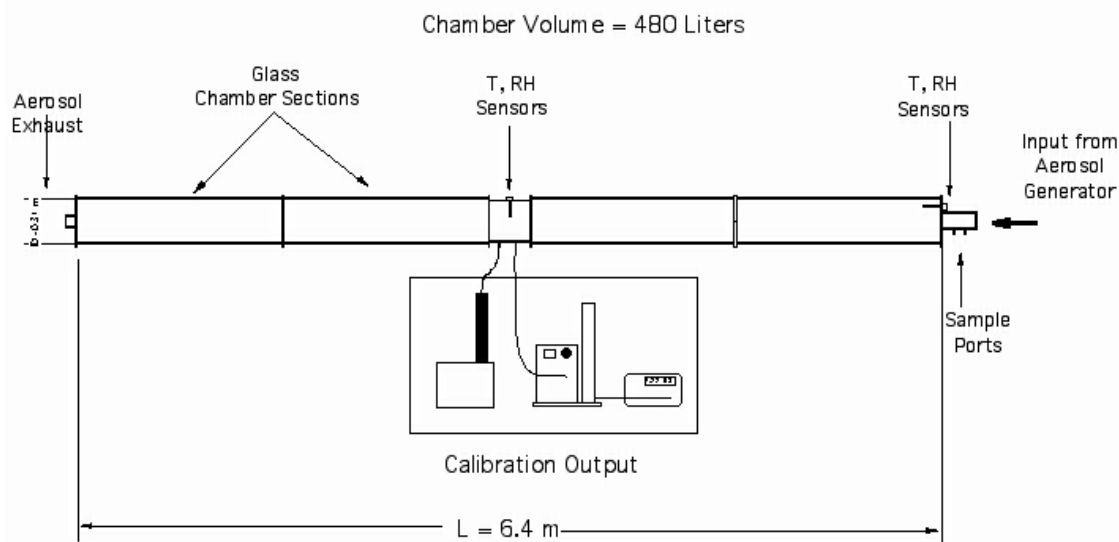 Chamber Volume = 480 Liters
Glass
Chamber Sections
T, RH
Sensors
T, RH
Sensors
Aerosol
Exhaust
Input from
Aerosol
Generator
Sample
Ports
Calibration Output
L = 6.4 m